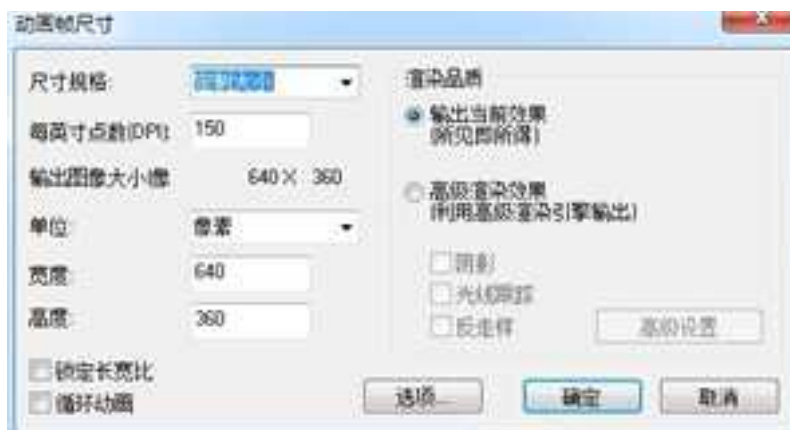 动画帧尺寸
尺寸规格:
每英寸点数(DPI):
150
输出图像大小(像
640 × 360
单位:
像素
宽度:
640
高度:
360
锁定长宽比
循环动画
渲染品质
输出当前效果
(所见即所得)
高级渲染效果
(利用高级渲染引擎输出)
阴影
光线跟踪
反走样
高级设置
选项...
确定
取消